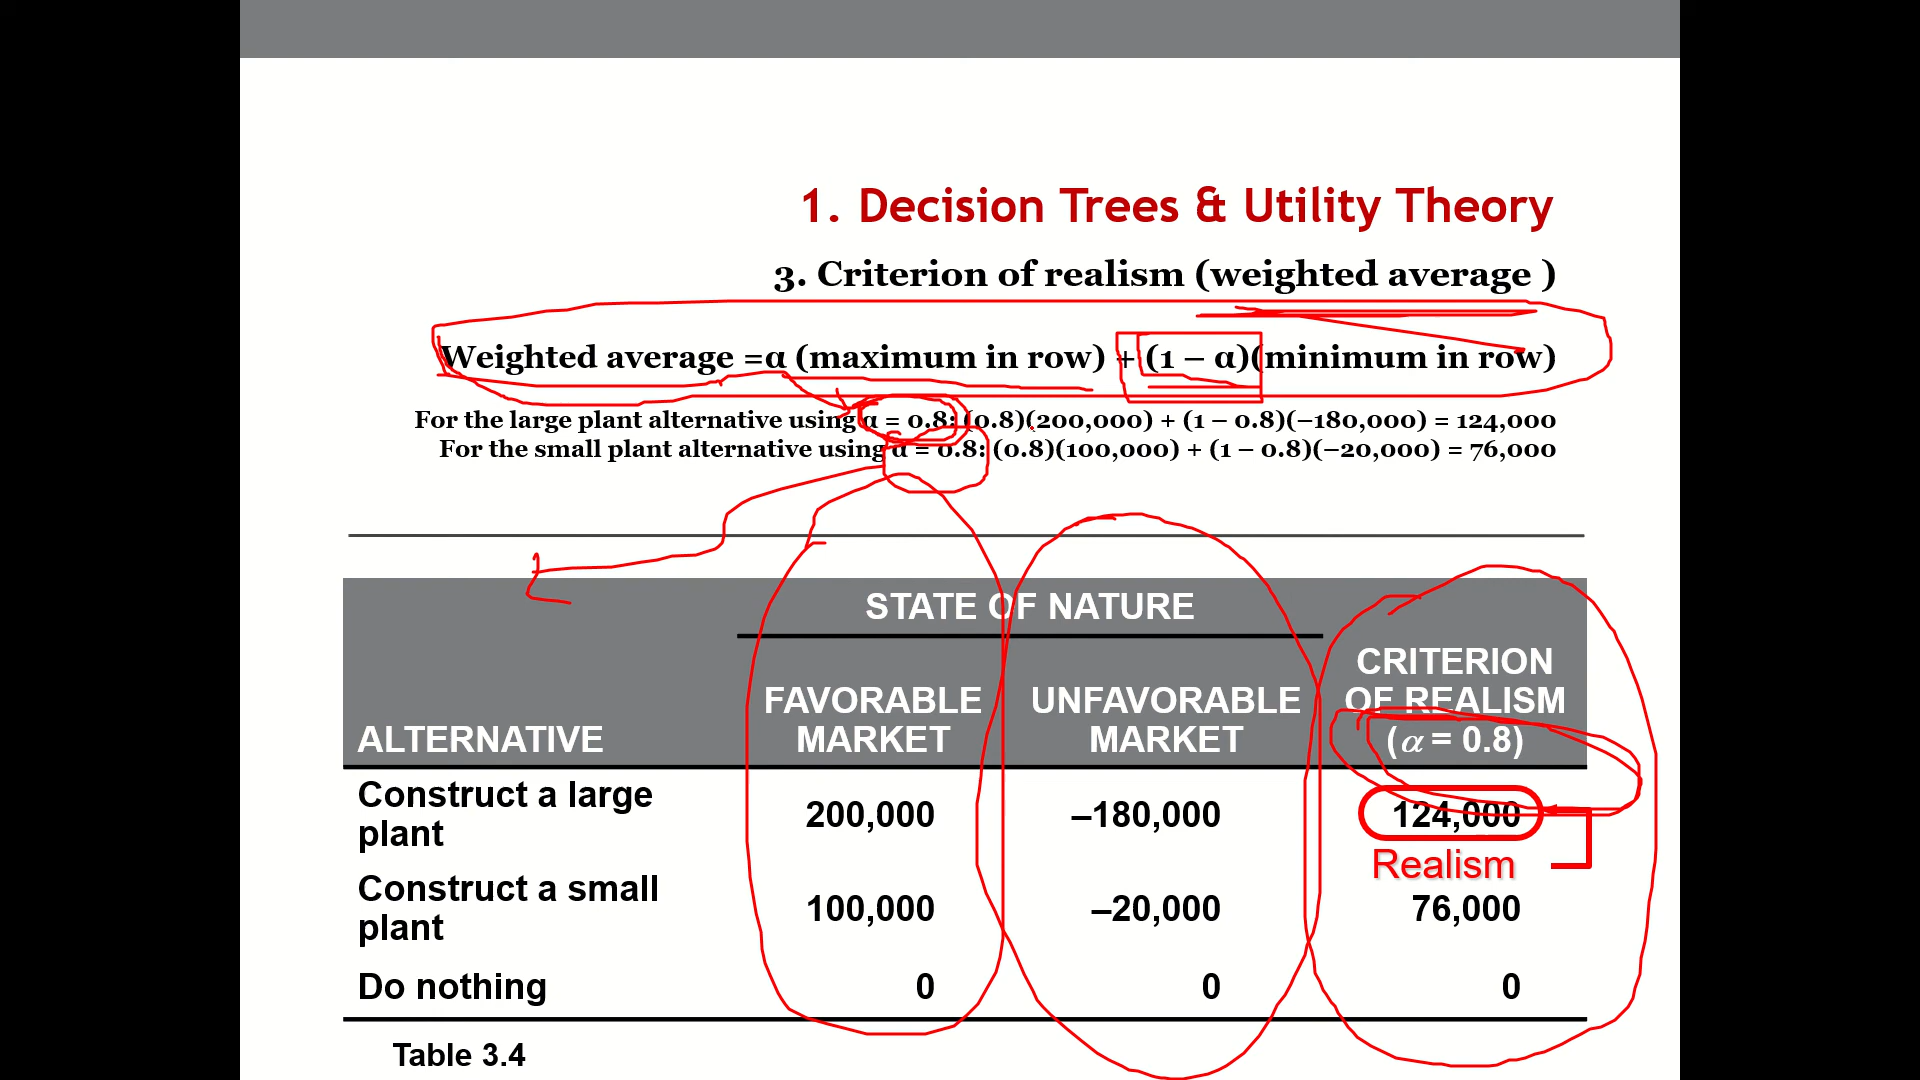 1. Decision Trees & Utility Theory
3. Criterion of realism (weighted average )
Weighted average =α (maximum in row) + (1 – α)(minimum in row)
For the large plant alternative using α = 0.8: (0.8)(200,000) + (1 – 0.8)(–180,000) = 124,000
For the small plant alternative using α = 0.8: (0.8)(100,000) + (1 – 0.8)(–20,000) = 76,000
STATE OF NATURE
ALTERNATIVE
FAVORABLE
MARKET
UNFAVORABLE
MARKET
CRITERION
OF REALISM
(α = 0.8)
Construct a large
plant
200,000
–180,000
124,000
Realism
Construct a small
plant
100,000
–20,000
76,000
Do nothing
0
0
0
Table 3.4